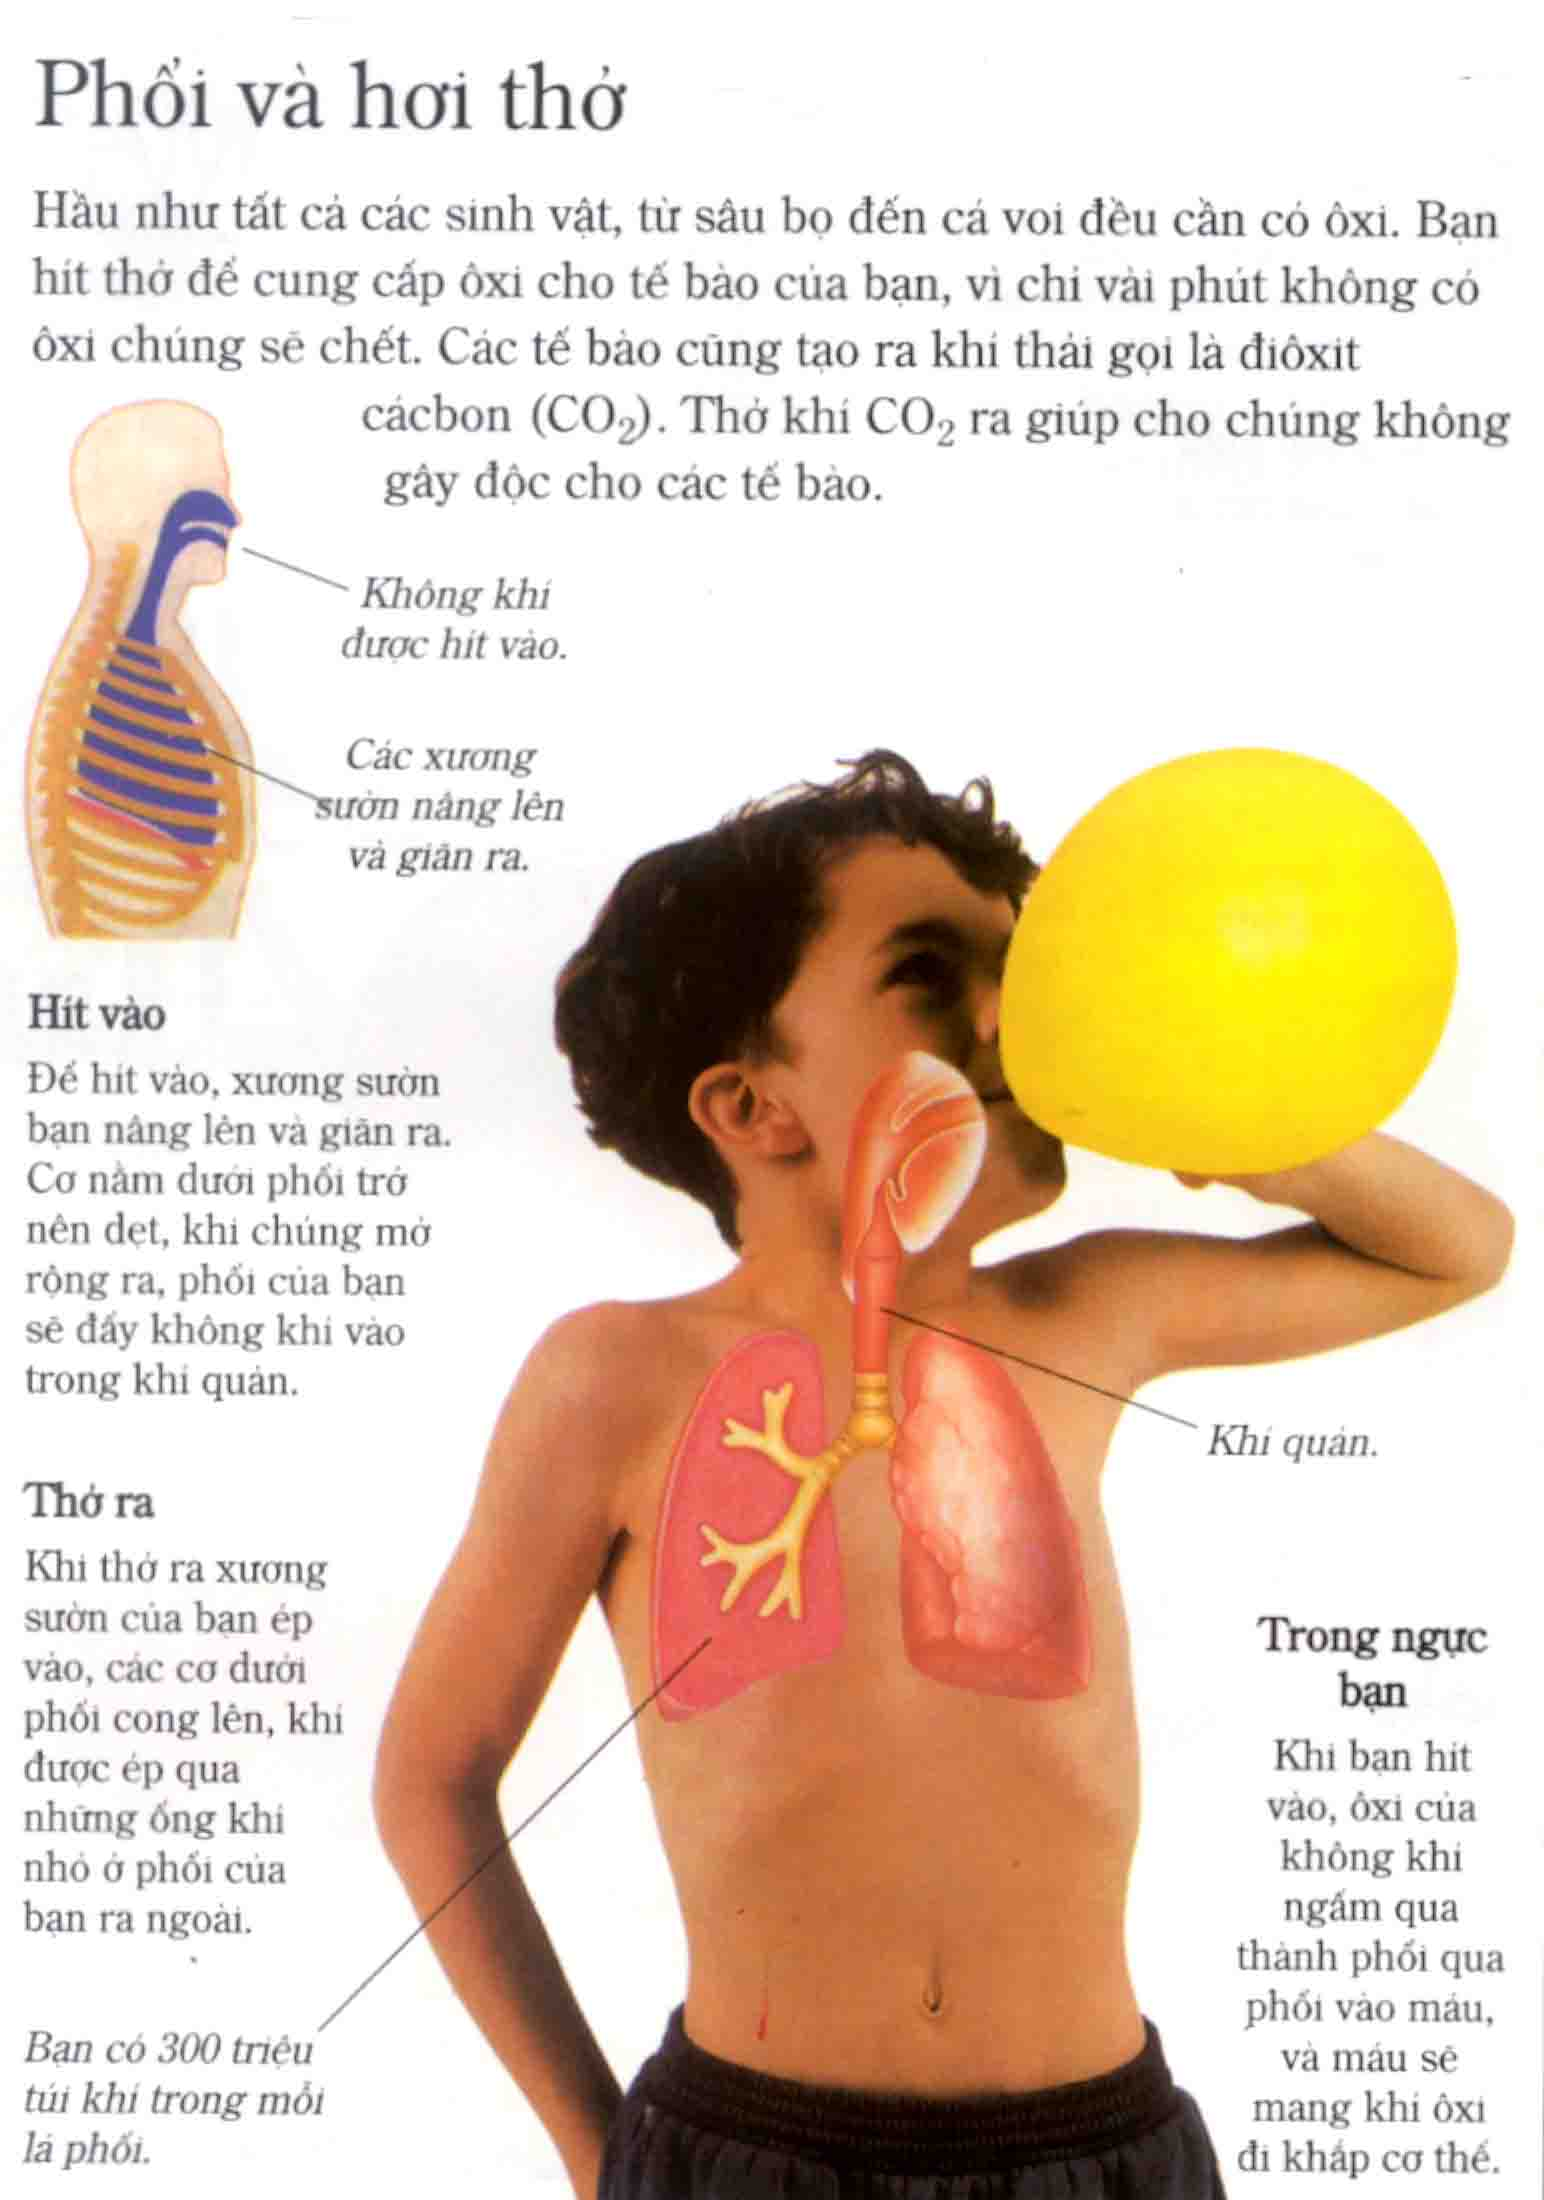 Phổi và hơi thở
Hầu như tất cả các sinh vật, từ sâu bọ đến cá voi đều cần có ôxi. Bạn
hít thở để cung cấp ôxi cho tế bào của bạn, vì chỉ vài phút không có
ôxi chúng sẽ chết. Các tế bào cũng tạo ra khí thải gọi là điôxit
cácbon (CO₂). Thở khí CO₂ ra giúp cho chúng không
gây độc cho các tế bào.
Không khí
được hít vào.
Các xương
sườn nâng lên
và giãn ra.
Hít vào
Để hít vào, xương sườn
bạn nâng lên và giãn ra.
Cơ nằm dưới phổi trở
nên dẹt, khi chúng mở
rộng ra, phổi của bạn
sẽ đẩy không khí vào
trong khí quản.
Khí quản.
Thở ra
Khi thở ra xương
sườn của bạn ép
vào, các cơ dưới
phổi cong lên, khí
được ép qua
những ống khí
nhỏ ở phổi của
bạn ra ngoài.
Bạn có 300 triệu
túi khí trong mỗi
lá phổi.
Trong ngực
bạn
Khi bạn hít
vào, ôxi của
không khí
ngấm qua
thành phổi qua
phổi vào máu,
và máu sẽ
mang khí ôxi
đi khắp cơ thể.